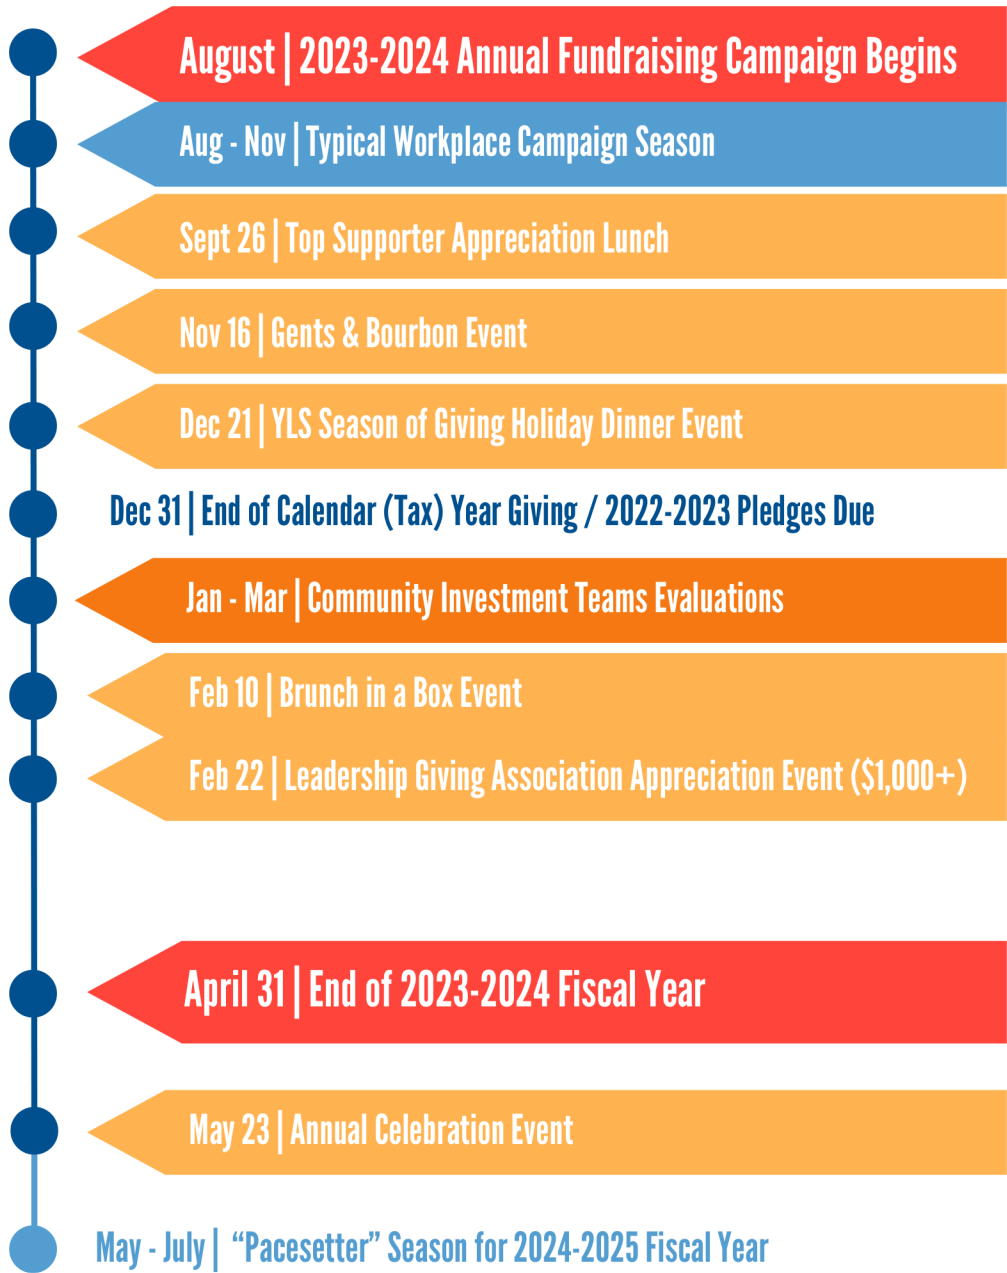 August | 2023-2024 Annual Fundraising Campaign Begins
Aug - Nov | Typical Workplace Campaign Season
Sept 26 | Top Supporter Appreciation Lunch
Nov 16 | Gents & Bourbon Event
Dec 21 | YLS Season of Giving Holiday Dinner Event
Dec 31 | End of Calendar (Tax) Year Giving / 2022-2023 Pledges Due
Jan - Mar | Community Investment Teams Evaluations
Feb 10 | Brunch in a Box Event
Feb 22 | Leadership Giving Association Appreciation Event ($1,000+)
April 31 | End of 2023-2024 Fiscal Year
May 23 | Annual Celebration Event
May - July | “Pacesetter” Season for 2024-2025 Fiscal Year